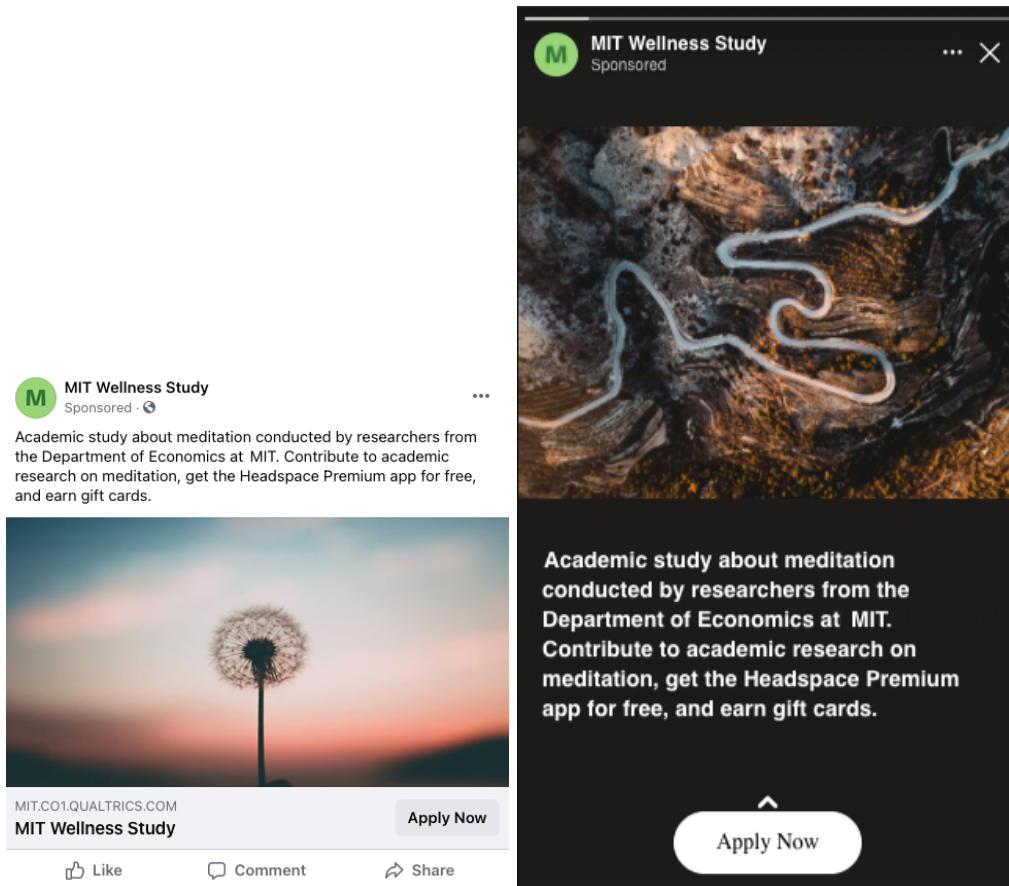 M
MIT Wellness Study
Sponsored ·
Academic study about meditation conducted by researchers from
the Department of Economics at MIT. Contribute to academic
research on meditation, get the Headspace Premium app for free,
and earn gift cards.
MIT.CO1.QUALTRICS.COM
MIT Wellness Study
Apply Now
Like
Comment
Share
M
MIT Wellness Study
Sponsored
Academic study about meditation
conducted by researchers from the
Department of Economics at MIT.
Contribute to academic research on
meditation, get the Headspace Premium
app for free, and earn gift cards.
Apply Now